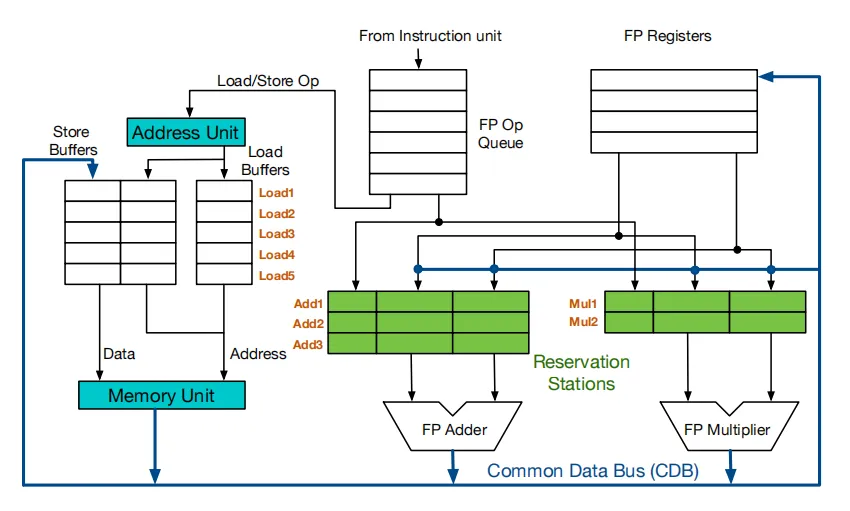 From Instruction unit
FP Registers
Load/Store Op
Store
Buffers
Address Unit
FP Op
Queue
Load
Buffers
Load1
Load2
Load3
Load4
Load5
Add1
Add2
Add3
Mul1
Mul2
Data
Address
Reservation
Stations
Memory Unit
FP Adder
FP Multiplier
Common Data Bus (CDB)